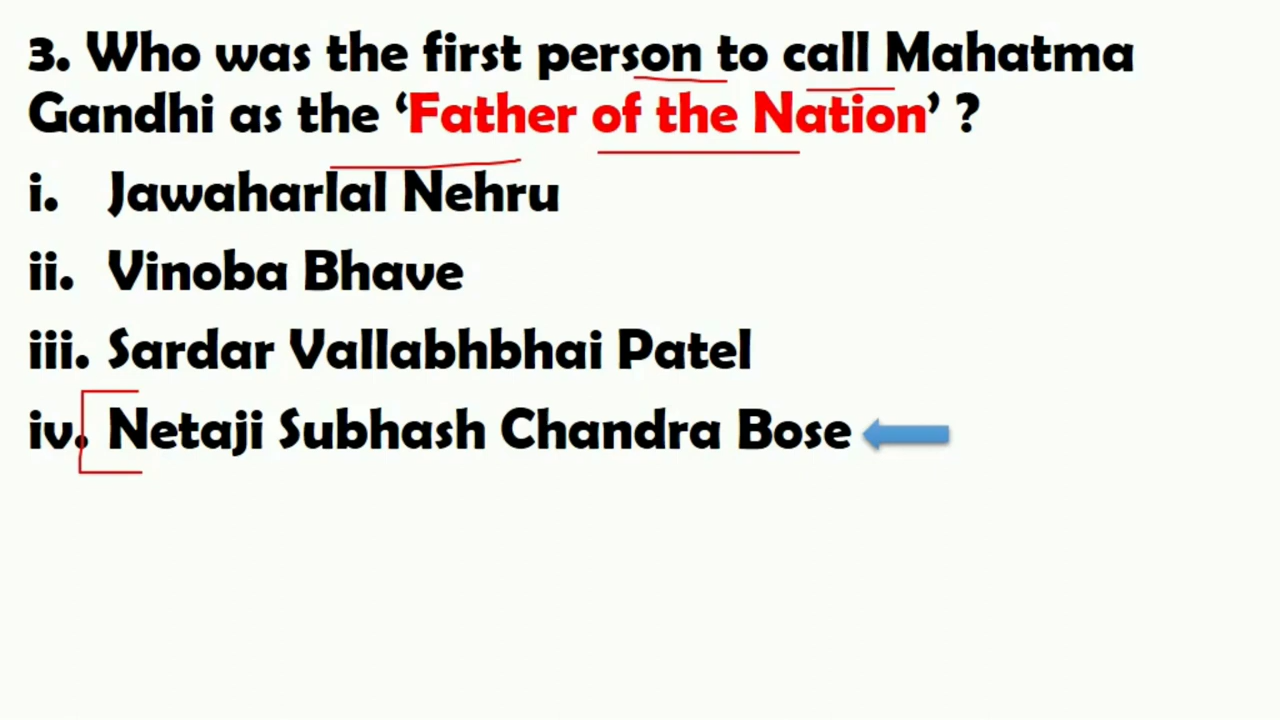 3. Who was the first person to call Mahatma
Gandhi as the ‘Father of the Nation’ ?
i. Jawaharlal Nehru
ii. Vinoba Bhave
iii. Sardar Vallabhbhai Patel
iv. Netaji Subhash Chandra Bose